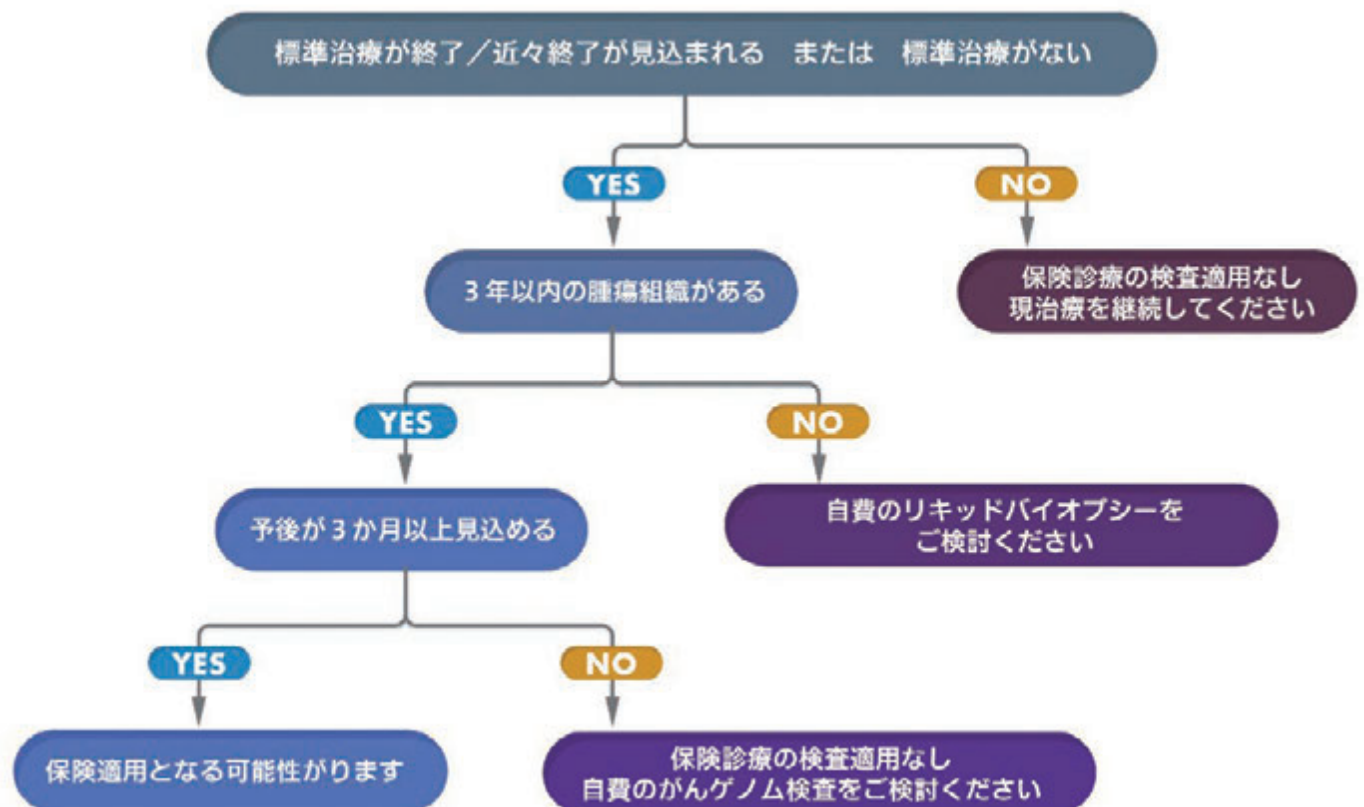 標準治療が終了／近々終了が見込まれる　または　標準治療がない
YES
NO
3年以内の腫瘍組織がある
保険診療の検査適用なし
現治療を継続してください
YES
NO
予後が3か月以上見込める
自費のリキッドバイオプシーを
ご検討ください
YES
NO
保険適用となる可能性がります
保険診療の検査適用なし
自費のがんゲノム検査をご検討ください